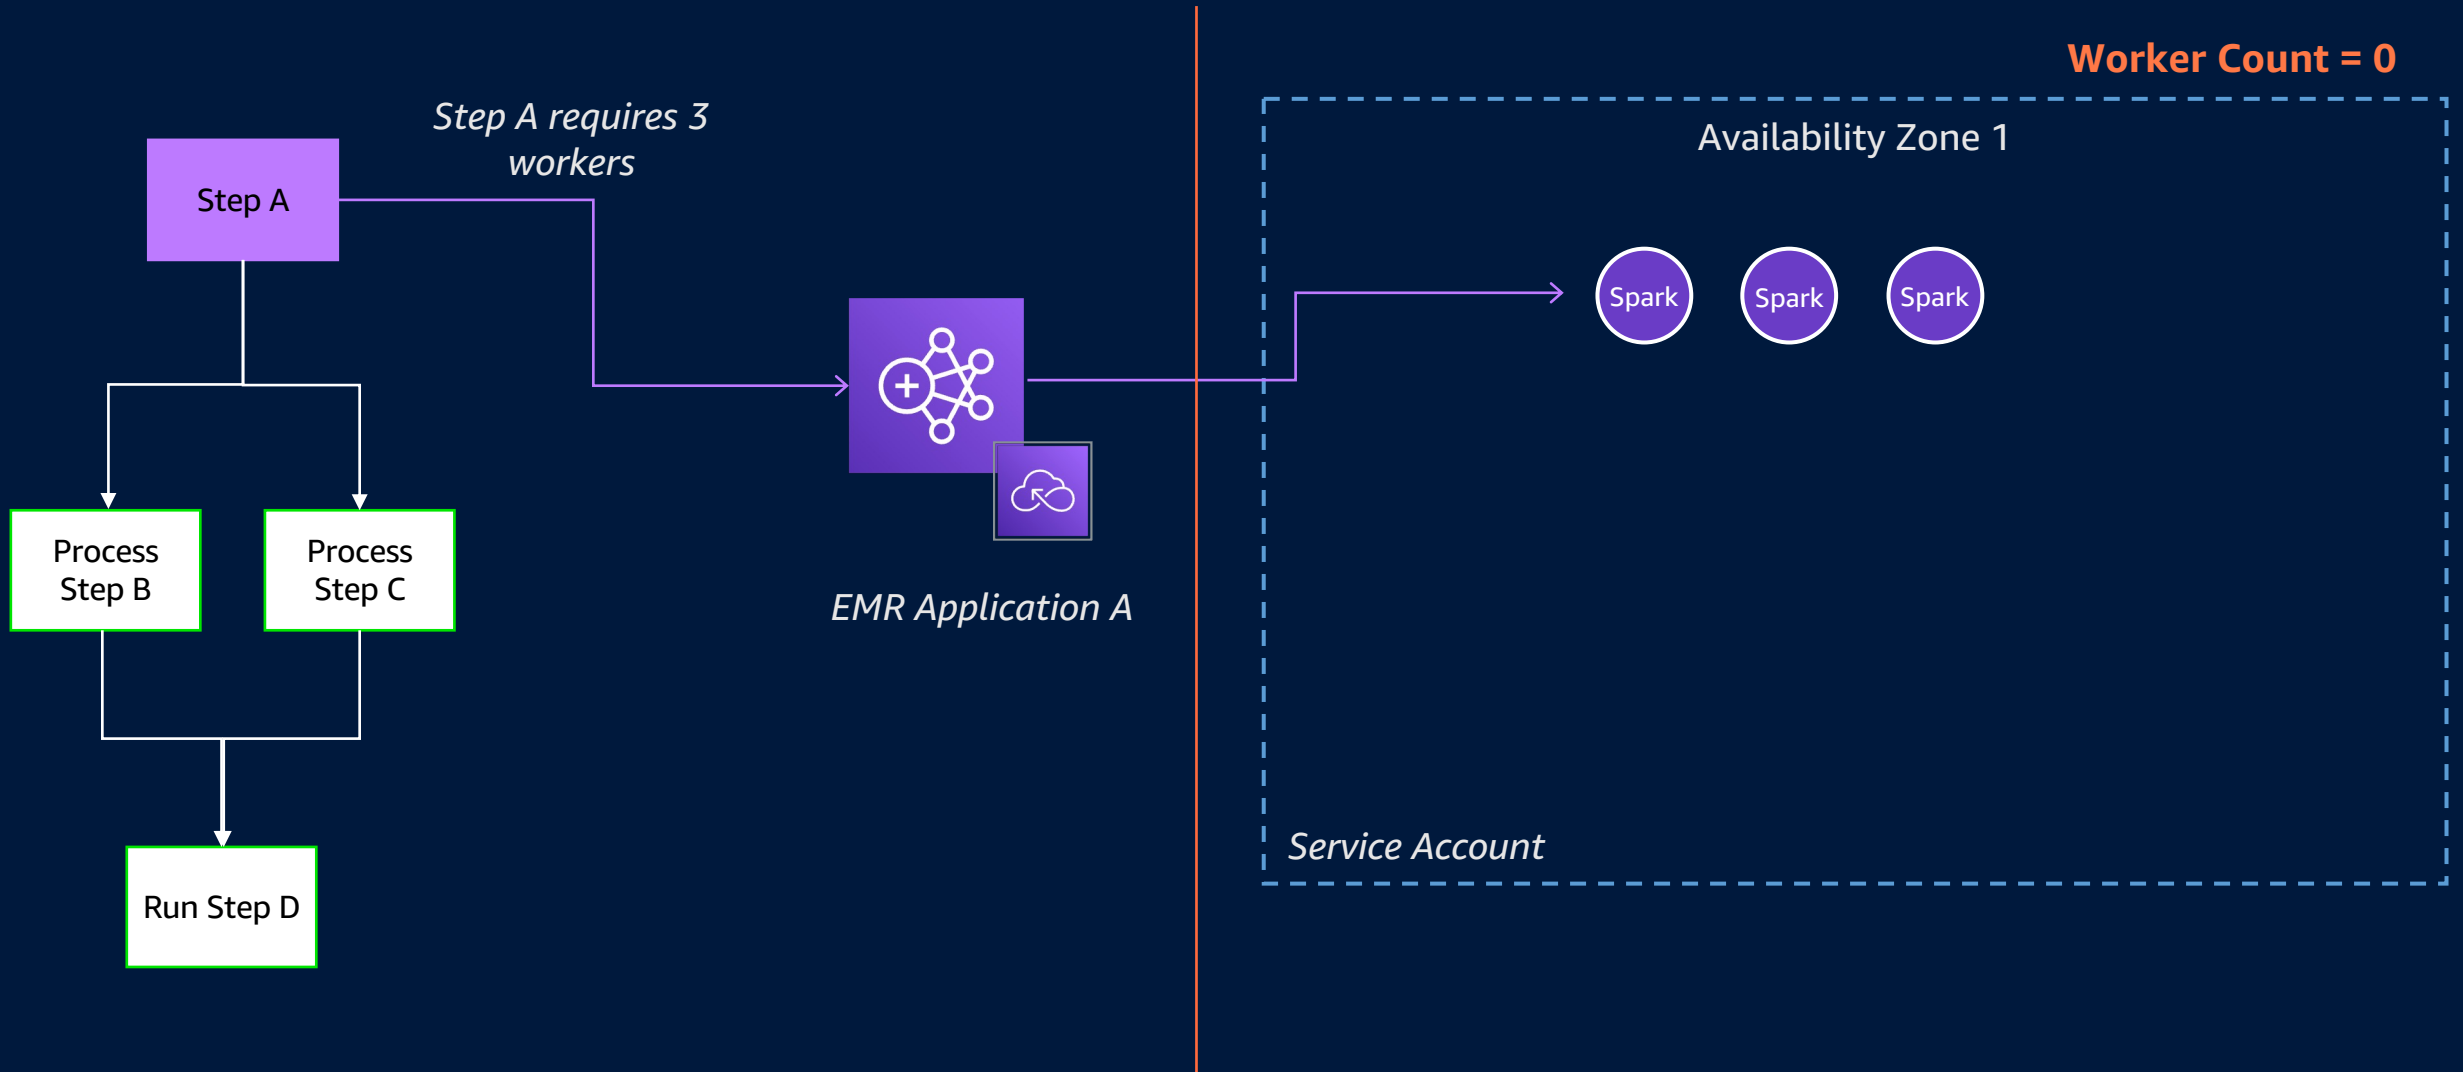 Worker Count = 0
Step A requires 3
workers
Availability Zone 1
Step A
Spark
Spark
Spark
Process
Step B
Process
Step C
EMR Application A
Service Account
Run Step D